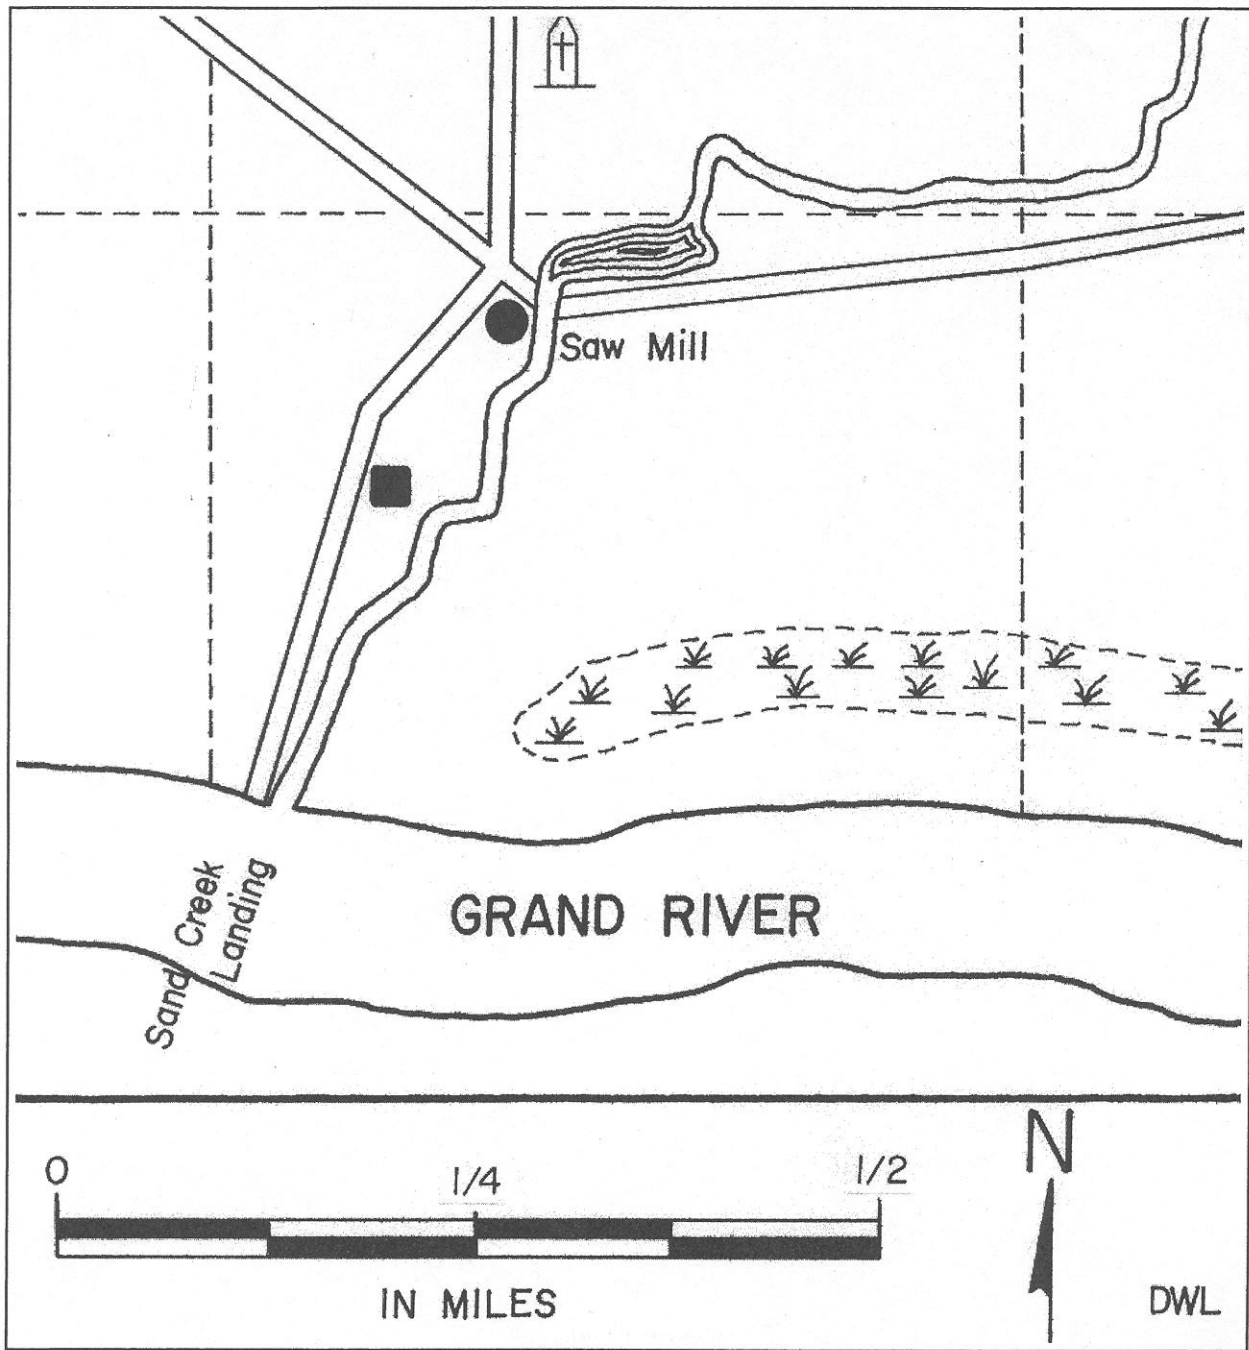 Saw Mill
Sand Creek
Landing
GRAND RIVER
0 1/4 1/2
IN MILES
N
DWL